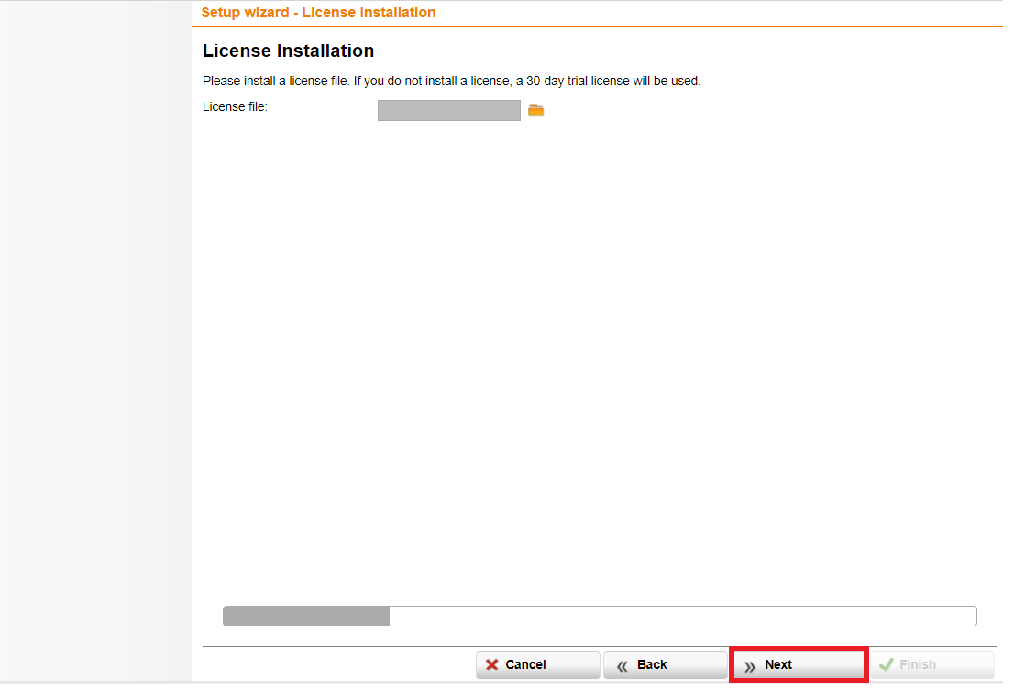 Setup wizard - License Installation
License Installation
Please install a license file. If you do not install a license, a 30 day trial license will be used.
License file:
Cancel
Back
Next
Finish